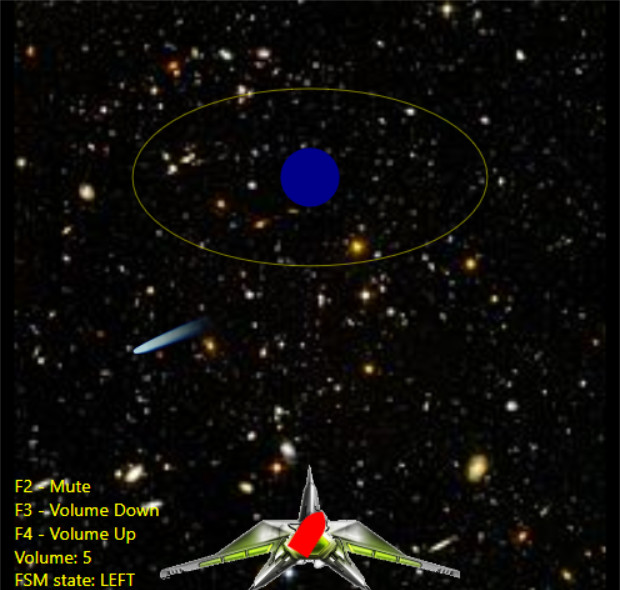 F2 - Mute
F3 - Volume Down
F4 - Volume Up
Volume: 5
FSM state: LEFT